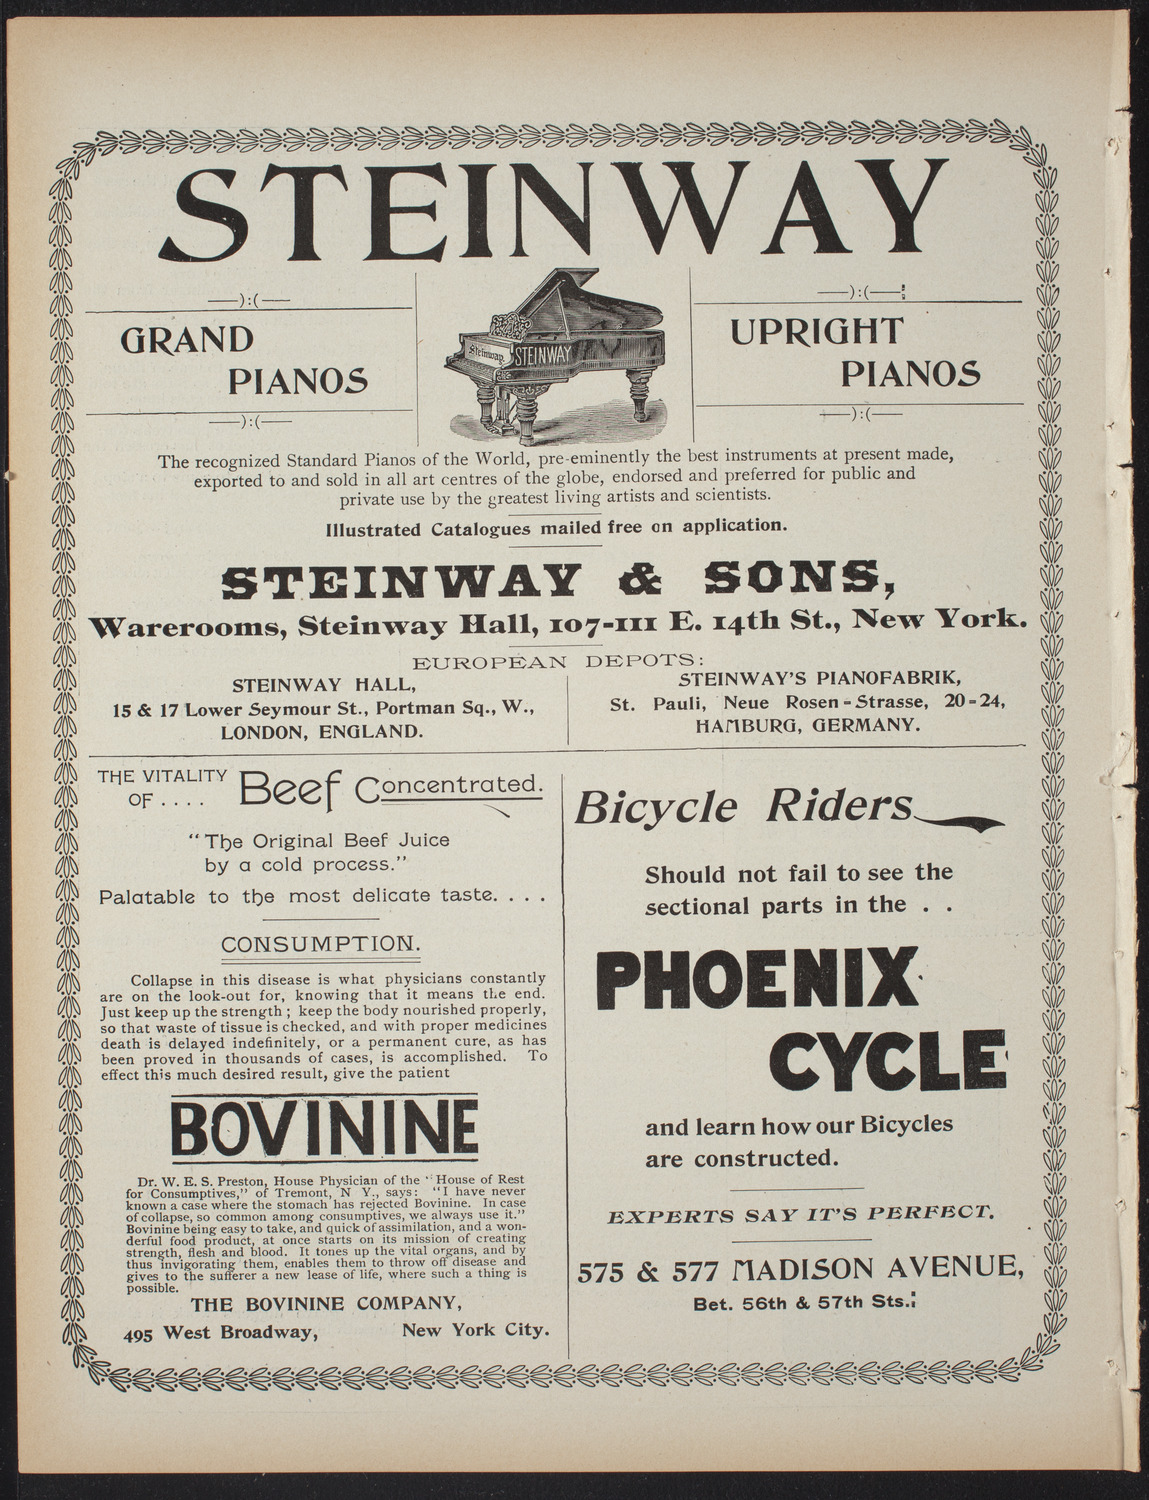 STEINWAY
GRAND
PIANOS
Steinway
STEINWAY
UPRIGHT
PIANOS
The recognized Standard Pianos of the World, pre-eminently the best instruments at present made,
exported to and sold in all art centres of the globe, endorsed and preferred for public and
private use by the greatest living artists and scientists.
Illustrated Catalogues mailed free on application.
STEINWAY & SONS,
Warerooms, Steinway Hall, 107-111 E. 14th St., New York.
EUROPEAN DEPOTS:
STEINWAY HALL,
15 & 17 Lower Seymour St., Portman Sq., W.,
LONDON, ENGLAND.
STEINWAY'S PIANOFABRIK,
St. Pauli, Neue Rosen-Strasse, 20-24,
HAMBURG, GERMANY.
THE VITALITY
OF . . . .
Beef Concentrated.
"The Original Beef Juice
by a cold process."
Palatable to the most delicate taste. . . .
CONSUMPTION.
Collapse in this disease is what physicians constantly
are on the look-out for, knowing that it means the end.
Just keep up the strength ; keep the body nourished properly,
so that waste of tissue is checked, and with proper medicines
death is delayed indefinitely, or a permanent cure, as has
been proved in thousands of cases, is accomplished. To
effect this much desired result, give the patient
BOVININE
Dr. W. E. S. Preston, House Physician of the "House of Rest
for Consumptives," of Tremont, N Y., says: "I have never
known a case where the stomach has rejected Bovinine. In case
of collapse, so common among consumptives, we always use it."
Bovinine being easy to take, and quick of assimilation, and a won-
derful food product, at once starts on its mission of creating
strength, flesh and blood. It tones up the vital organs, and by
thus invigorating them, enables them to throw off disease and
gives to the sufferer a new lease of life, where such a thing is
possible.
THE BOVININE COMPANY,
495 West Broadway, New York City.
Bicycle Riders
Should not fail to see the
sectional parts in the . .
PHOENIX
CYCLE
and learn how our Bicycles
are constructed.
EXPERTS SAY IT'S PERFECT.
575 & 577 MADISON AVENUE,
Bet. 56th & 57th Sts.